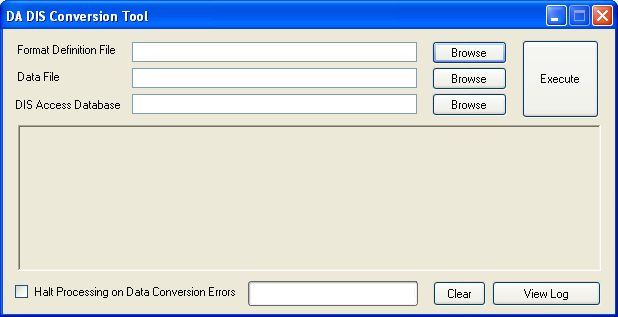 DA DIS Conversion Tool
Format Definition File
Browse
Data File
Browse
Execute
DIS Access Database
Browse
Halt Processing on Data Conversion Errors
Clear
View Log